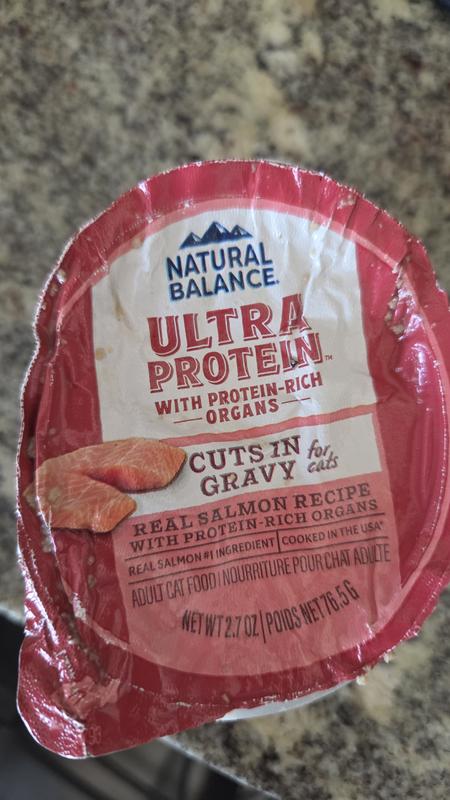 NATURAL
BALANCE.
ULTRA
PROTEIN™
WITH PROTEIN-RICH
ORGANS
CUTS IN
GRAVY
for
cats
REAL SALMON RECIPE
WITH PROTEIN-RICH ORGANS
REAL SALMON #1 INGREDIENT | COOKED IN THE USA*
ADULT CAT FOOD | NOURRITURE POUR CHAT ADULTE
NET WT 2.7 OZ | POIDS NET 76.5 G